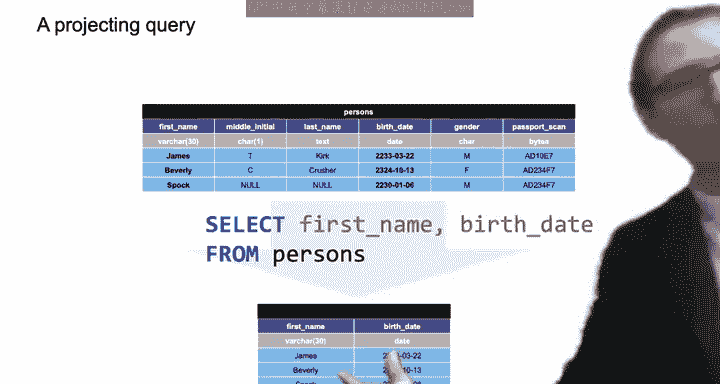 A projecting query
persons
first_name middle_initial last_name birth_date gender passport_scan
varchar(30) char(1) text date char bytes
James T Kirk 2233-03-22 M AD10E7
Beverly C Crusher 2324-10-13 F AD234F7
Spock NULL NULL 2230-01-06 M AD234F7
SELECT first_name, birth_date
FROM persons
first_name birth_date
varchar(30) date
James
Beverly